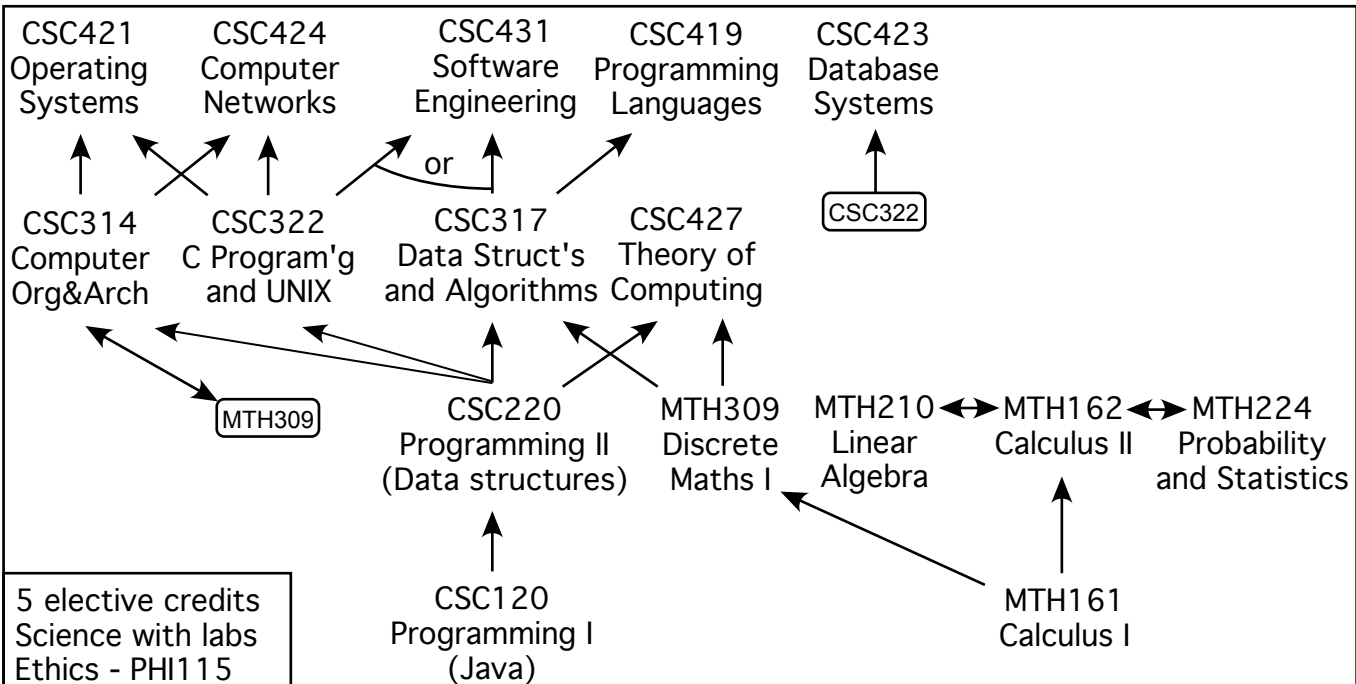 CSC421
Operating
Systems
CSC424
Computer
Networks
CSC431
Software
Engineering
CSC419
Programming
Languages
CSC423
Database
Systems
or
CSC314
Computer
Org&Arch
CSC322
C Program'g
and UNIX
CSC317
Data Struct's
and Algorithms
CSC427
Theory of
Computing
CSC322
MTH309
CSC220
Programming II
(Data structures)
MTH309
Discrete
Maths I
MTH210
Linear
Algebra
MTH162
Calculus II
MTH224
Probability
and Statistics
5 elective credits
Science with labs
Ethics - PHI115
CSC120
Programming I
(Java)
MTH161
Calculus I